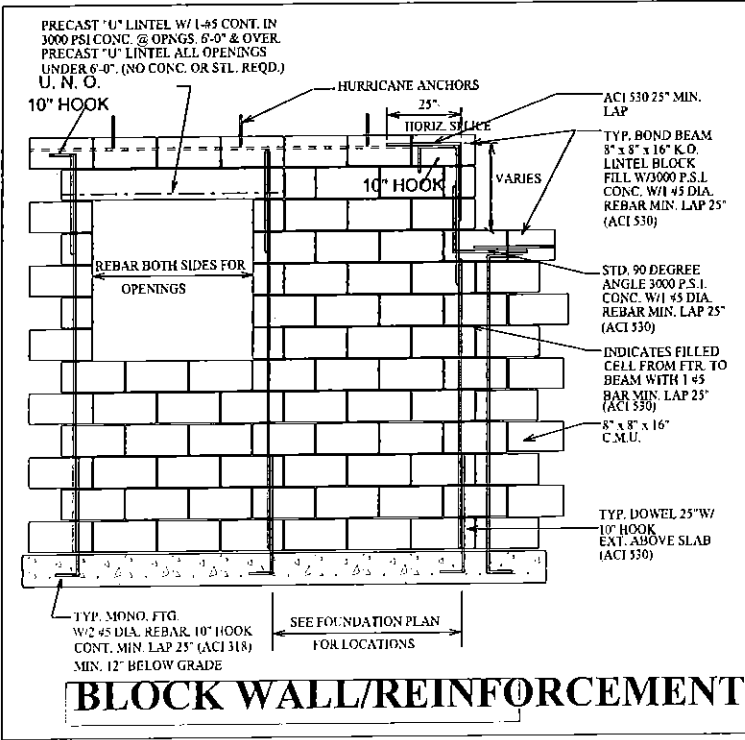 PRECAST "U" LINTEL W/ 1-#5 CONT. IN
3000 PSI CONC. @ OPNGS. 6'-0" & OVER.
PRECAST "U" LINTEL ALL OPENINGS
UNDER 6'-0". (NO CONC. OR STL. REQD.)
U. N. O.
10" HOOK
HURRICANE ANCHORS
25"
HORIZ. SPLICE
10" HOOK
VARIES
ACI 530 25" MIN.
LAP
TYP. BOND BEAM
8" x 8" x 16" K.O.
LINTEL BLOCK
FILL W/3000 P.S.I.
CONC. W/1 #5 DIA.
REBAR MIN. LAP 25"
(ACI 530)
REBAR BOTH SIDES FOR
OPENINGS
STD. 90 DEGREE
ANGLE 3000 P.S.I.
CONC. W/1 #5 DIA.
REBAR MIN. LAP 25"
(ACI 530)
INDICATES FILLED
CELL FROM FTR. TO
BEAM WITH 1 #5
BAR MIN. LAP 25"
(ACI 530)
8" x 8" x 16"
C.M.U.
TYP. DOWEL 25"W/
10" HOOK
EXT. ABOVE SLAB
(ACI 530)
TYP. MONO. FTG.
W/2 #5 DIA. REBAR, 10" HOOK
CONT. MIN. LAP 25" (ACI 318)
MIN. 12" BELOW GRADE
SEE FOUNDATION PLAN
FOR LOCATIONS
BLOCK WALL/REINFORCEMENT